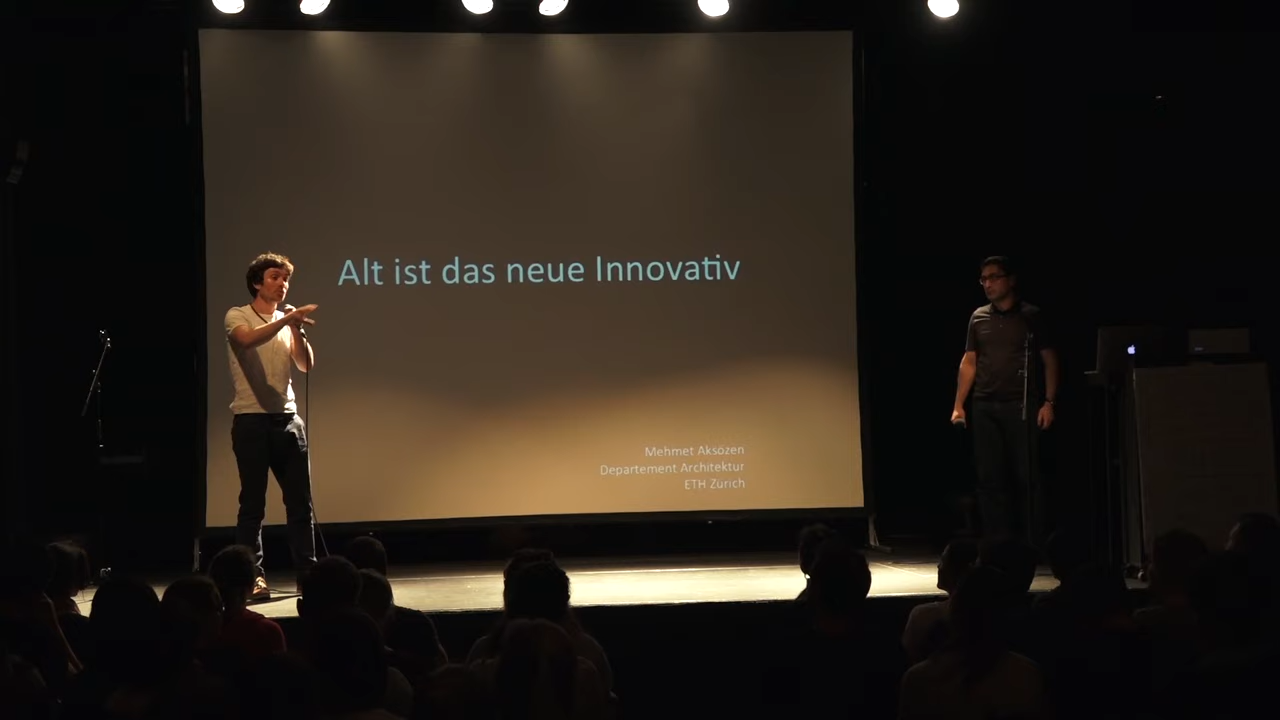 Alt ist das neue Innovativ
Mehmet Aksözen
Departement Architektur
ETH Zürich